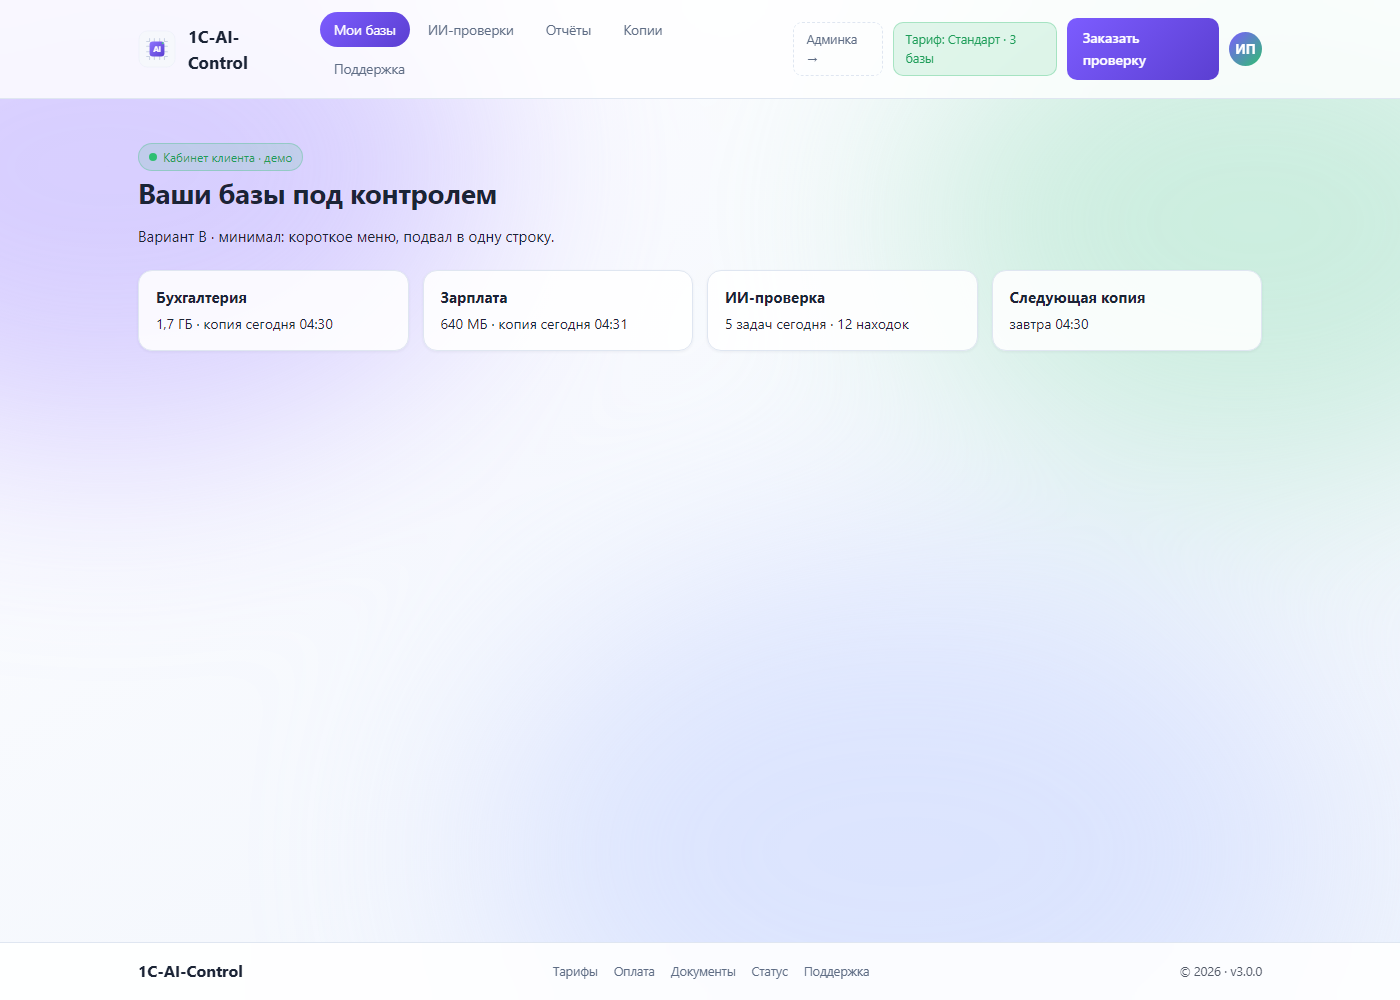 AI
1C-AI-
Control
Мои базы
ИИ-проверки
Отчёты
Копии
Поддержка
Админка
→
Тариф: Стандарт · 3
базы
Заказать
проверку
ИП
Кабинет клиента · демо
Ваши базы под контролем
Вариант B · минимал: короткое меню, подвал в одну строку.
Бухгалтерия
1,7 ГБ · копия сегодня 04:30
Зарплата
640 МБ · копия сегодня 04:31
ИИ-проверка
5 задач сегодня · 12 находок
Следующая копия
завтра 04:30
1C-AI-Control
Тарифы
Оплата
Документы
Статус
Поддержка
© 2026 · v3.0.0